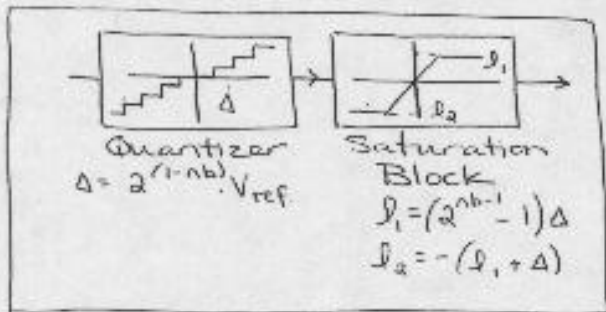 Δ
l₁
l₂
Quantizer
Δ = 2^(1-nb) · Vref
Saturation
Block
l₁ = (2^(nb-1) - 1)Δ
l₂ = -(l₁ + Δ)